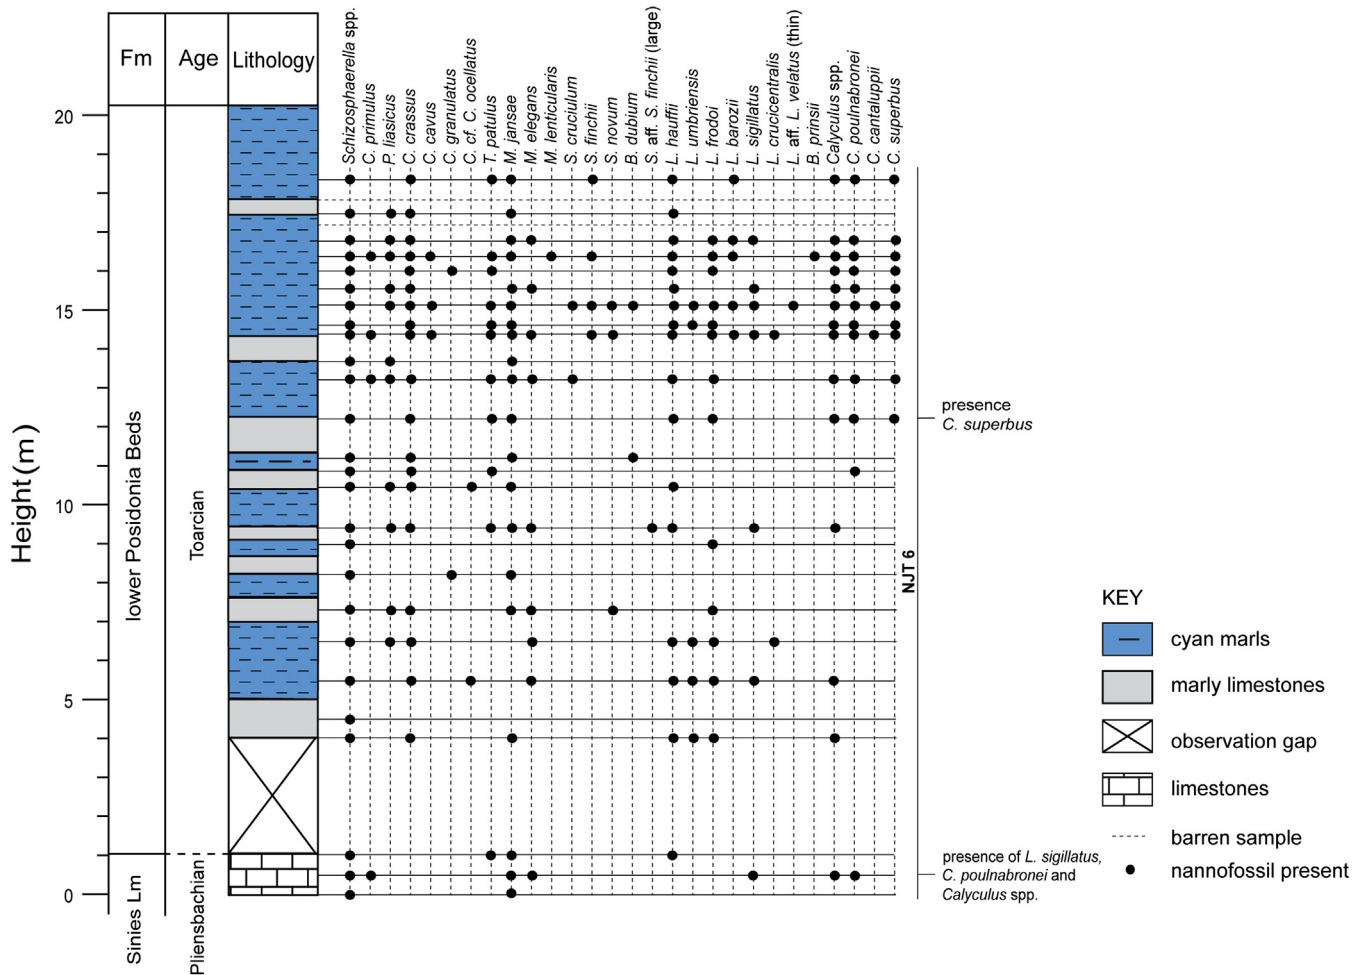 Fm
Age
Lithology
Schizosphaerella spp.
C. primulus
P. liasicus
C. crassus
C. cavus
C. granulatus
C. cf. C. ocellatus
T. patulus
M. jansae
M. elegans
M. lenticularis
S. cruciulum
S. finchii
S. novum
B. dubium
S. aff. S. finchii (large)
L. hauffii
L. umbriensis
L. frodoi
L. barozii
L. sigillatus
L. crucicentralis
L. aff. L. velatus (thin)
B. prinsii
Calyculus spp.
C. poulnabronei
C. cantaluppii
C. superbus
Height(m)
20
15
10
5
0
lower Posidonia Beds
Sinies Lm
Toarcian
Pliensbachian
presence
C. superbus
NJT 6
presence of L. sigillatus,
C. poulnabronei and
Calyculus spp.
KEY
cyan marls
marly limestones
observation gap
limestones
barren sample
nannofossil present